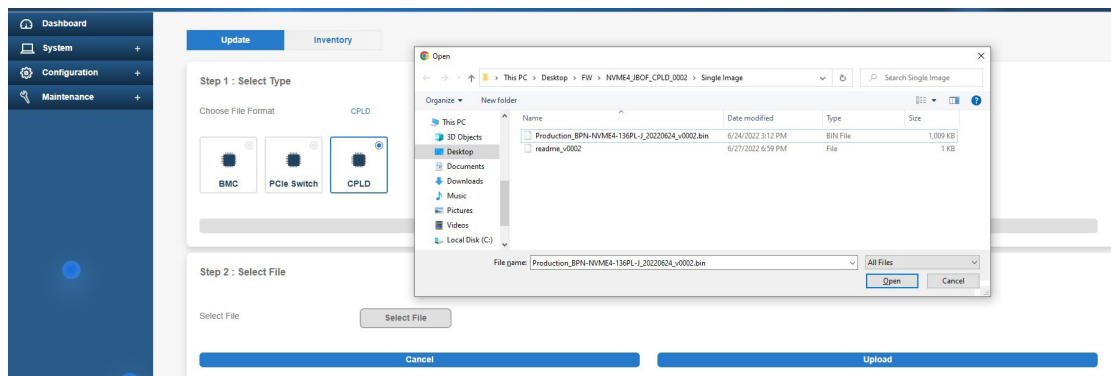 Dashboard
System +
Configuration +
Maintenance +
Update Inventory
Step 1 : Select Type
Choose File Format CPLD
BMC PCIe Switch CPLD
Step 2 : Select File
Select File Select File
Cancel Upload
Open
This PC > Desktop > FW > NVME4_JBOF_CPLD_0002 > Single Image
Search Single Image
Organize New folder
This PC
3D Objects
Desktop
Documents
Downloads
Music
Pictures
Videos
Local Disk (C:)
Name Date modified Type Size
Production_BPN-NVME4-136PL-J_20220624_v0002.bin 6/24/2022 3:12 PM BIN File 1,009 KB
readme_v0002 6/27/2022 6:59 PM File 1 KB
File name: Production_BPN-NVME4-136PL-J_20220624_v0002.bin All Files
Open Cancel